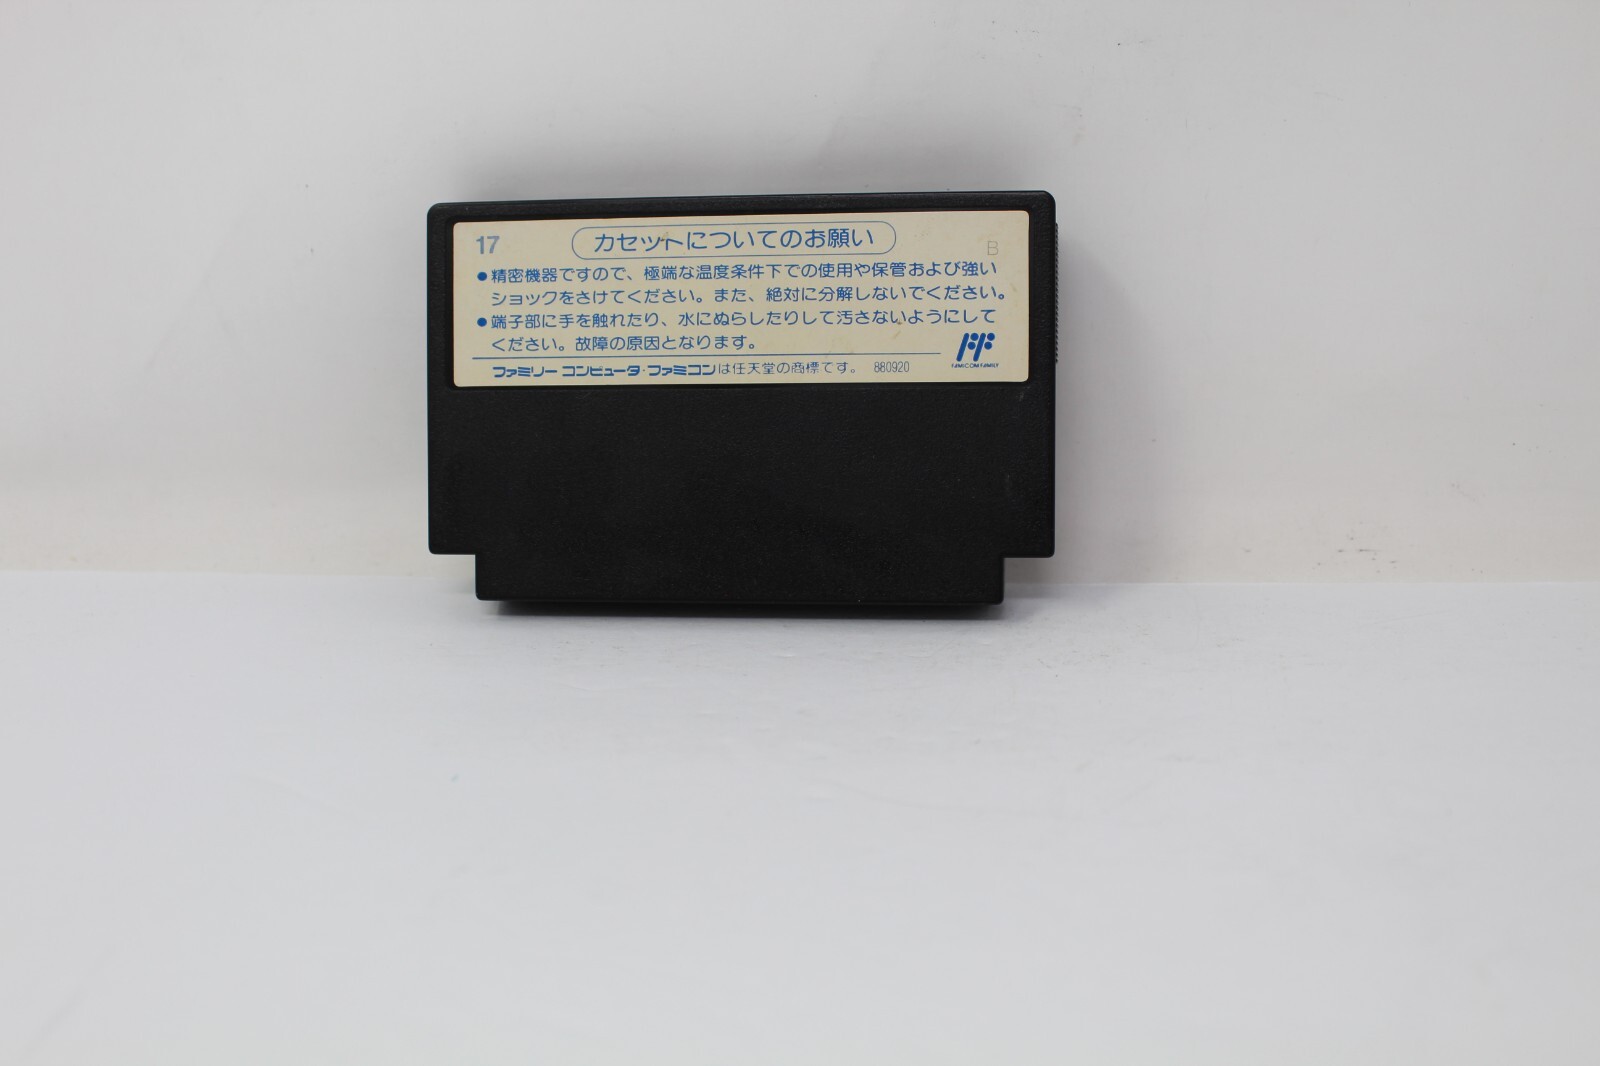 17
カセットについてのお願い
B
●精密機器ですので、極端な温度条件下での使用や保管および強い
ショックをさけてください。また、絶対に分解しないでください。
●端子部に手を触れたり、水にぬらしたりして汚さないようにして
ください。故障の原因となります。
FF
FAMICOM FAMILY
ファミリーコンピュータ・ファミコンは任天堂の商標です。 880920